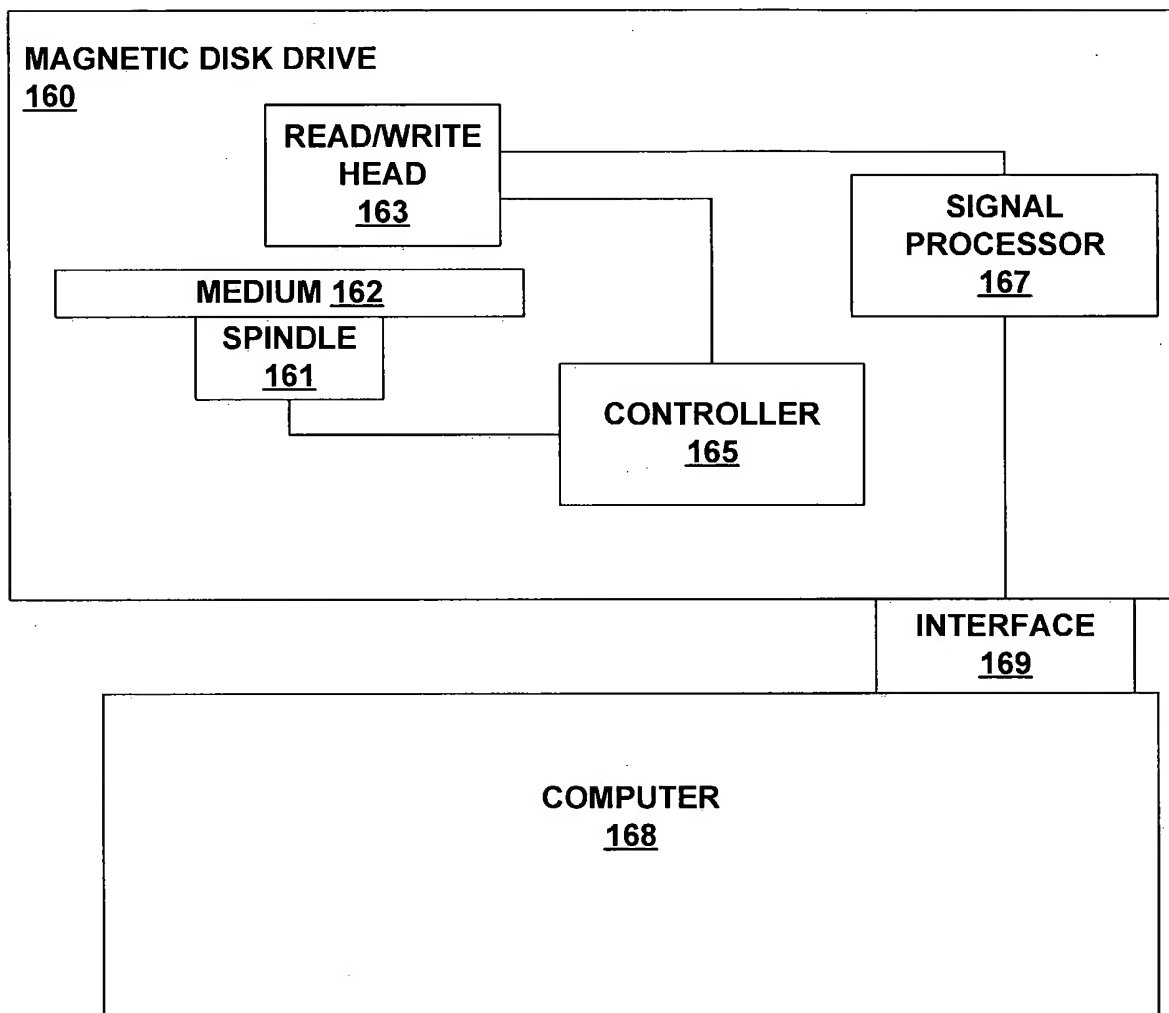 MAGNETIC DISK DRIVE
160
READ/WRITE
HEAD
163
SIGNAL
PROCESSOR
167
MEDIUM 162
SPINDLE
161
CONTROLLER
165
INTERFACE
169
COMPUTER
168